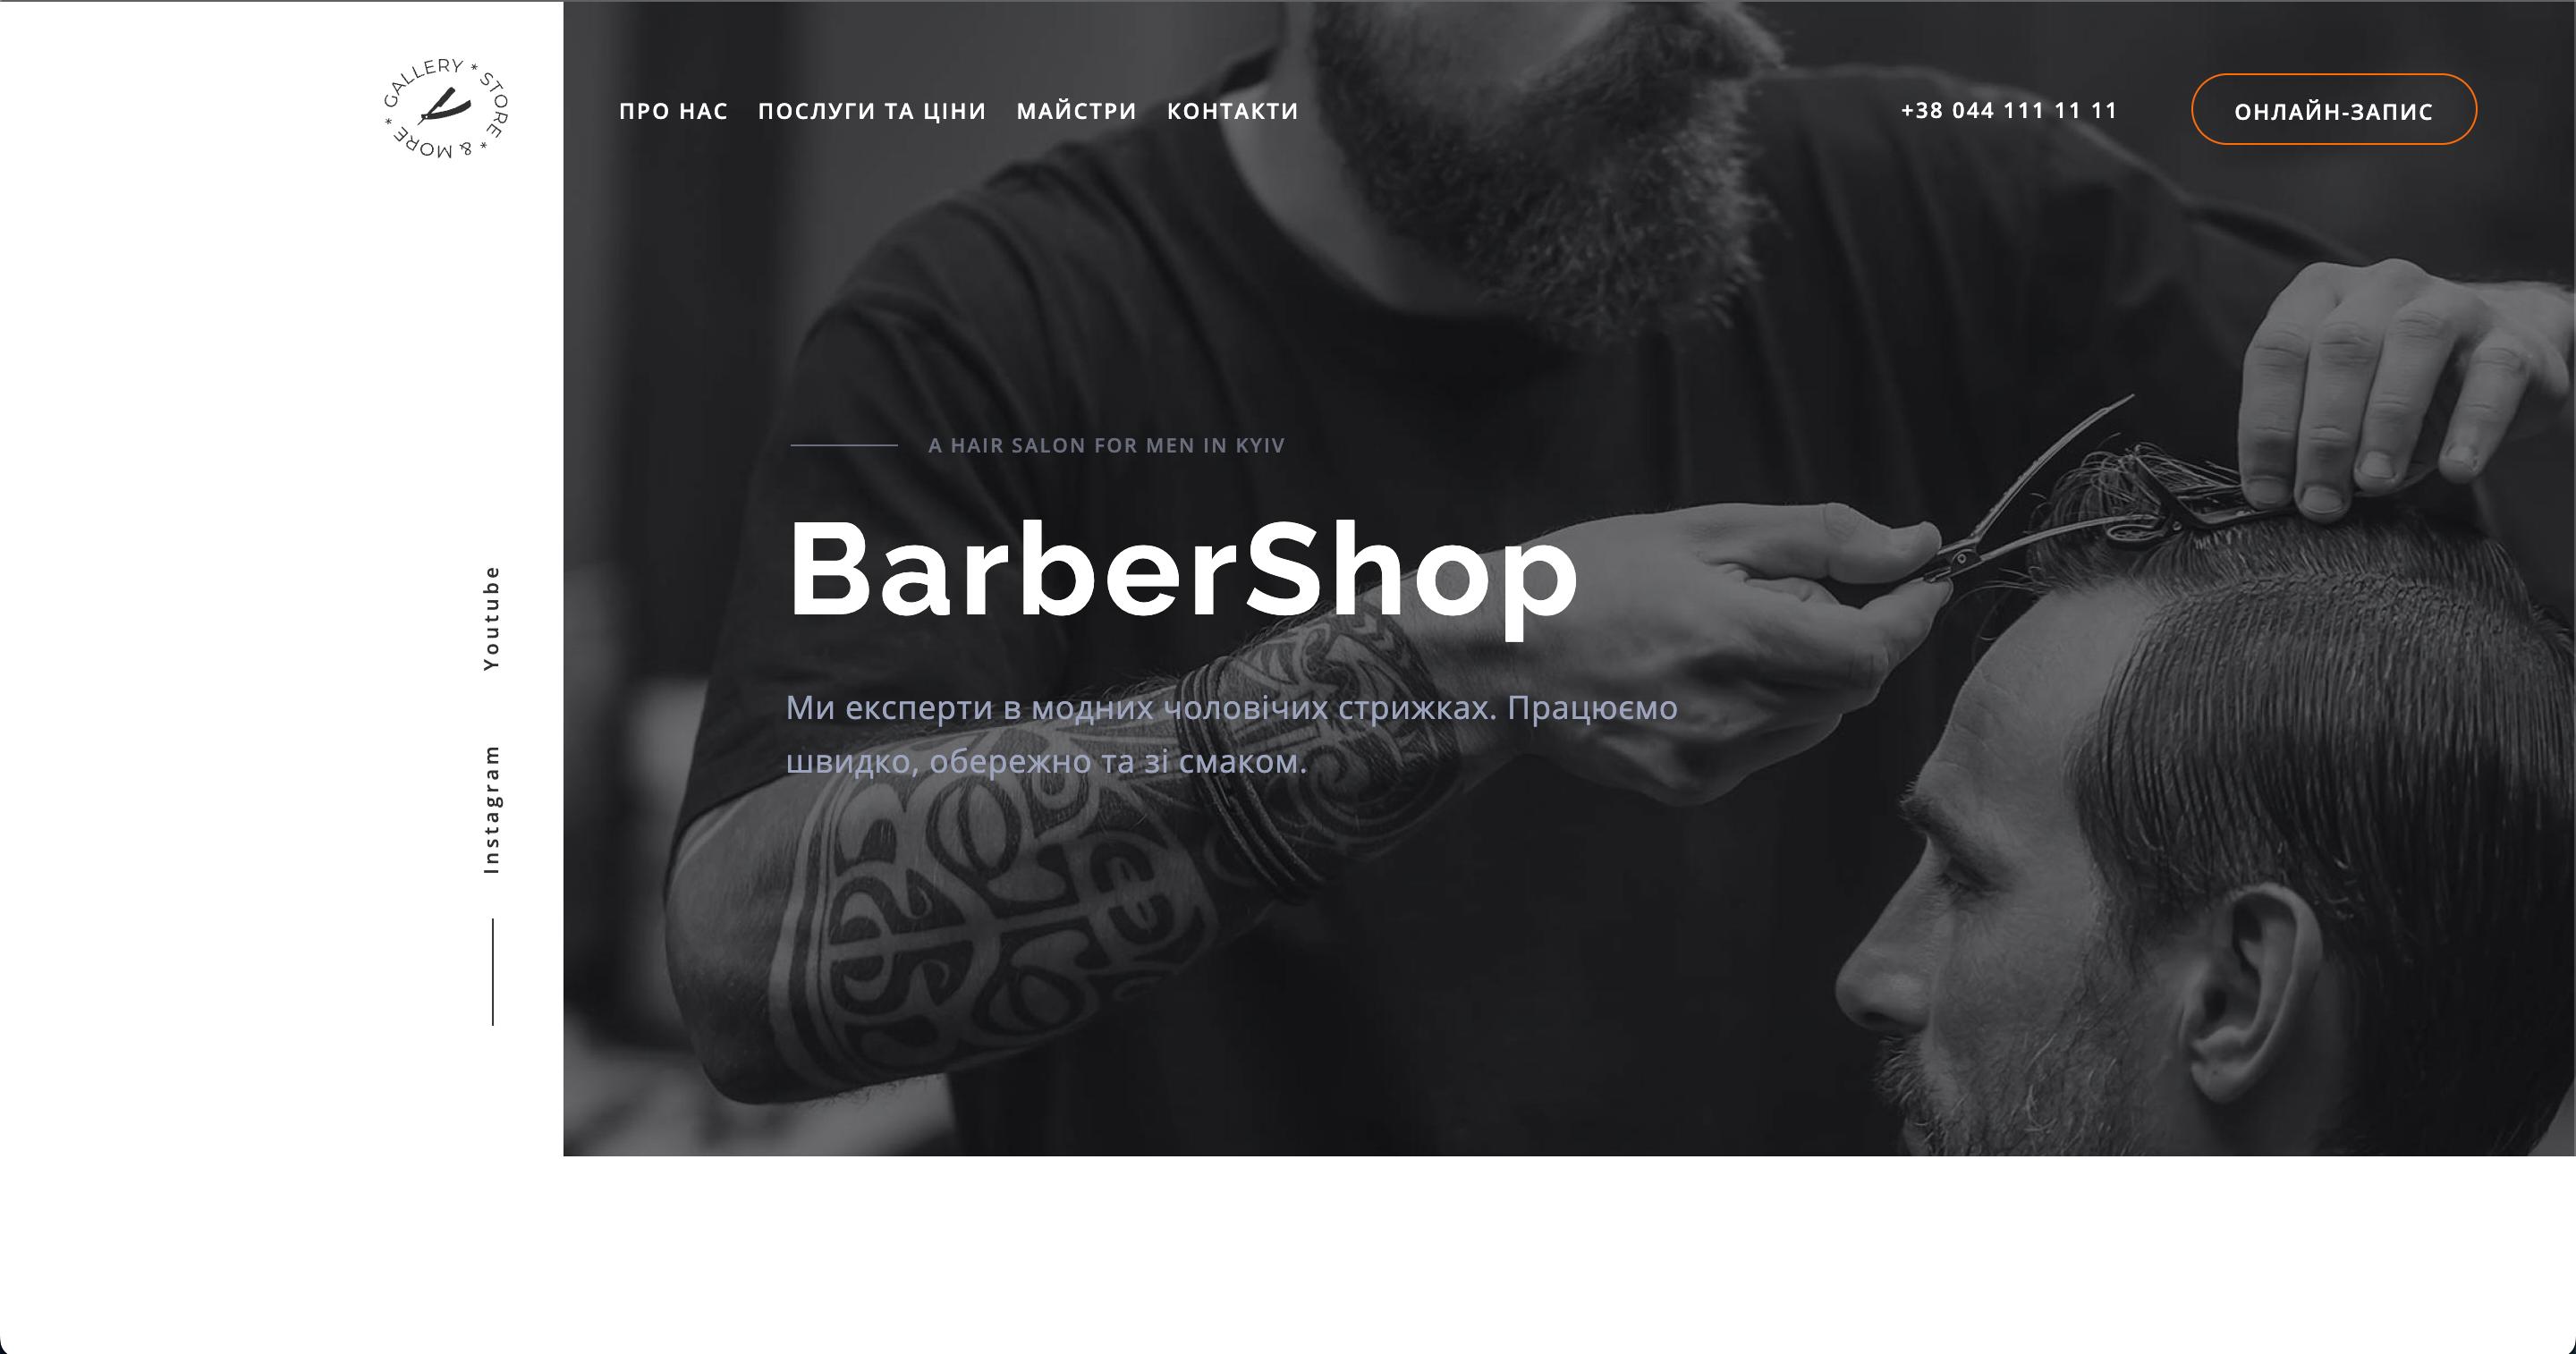 GALLERY * STORE * & MORE *
ПРО НАС ПОСЛУГИ ТА ЦІНИ МАЙСТРИ КОНТАКТИ +38 044 111 11 11 ОНЛАЙН-ЗАПИС
A HAIR SALON FOR MEN IN KYIV
BarberShop
Ми експерти в модних чоловічих стрижках. Працюємо
швидко, обережно та зі смаком.
Instagram
Youtube